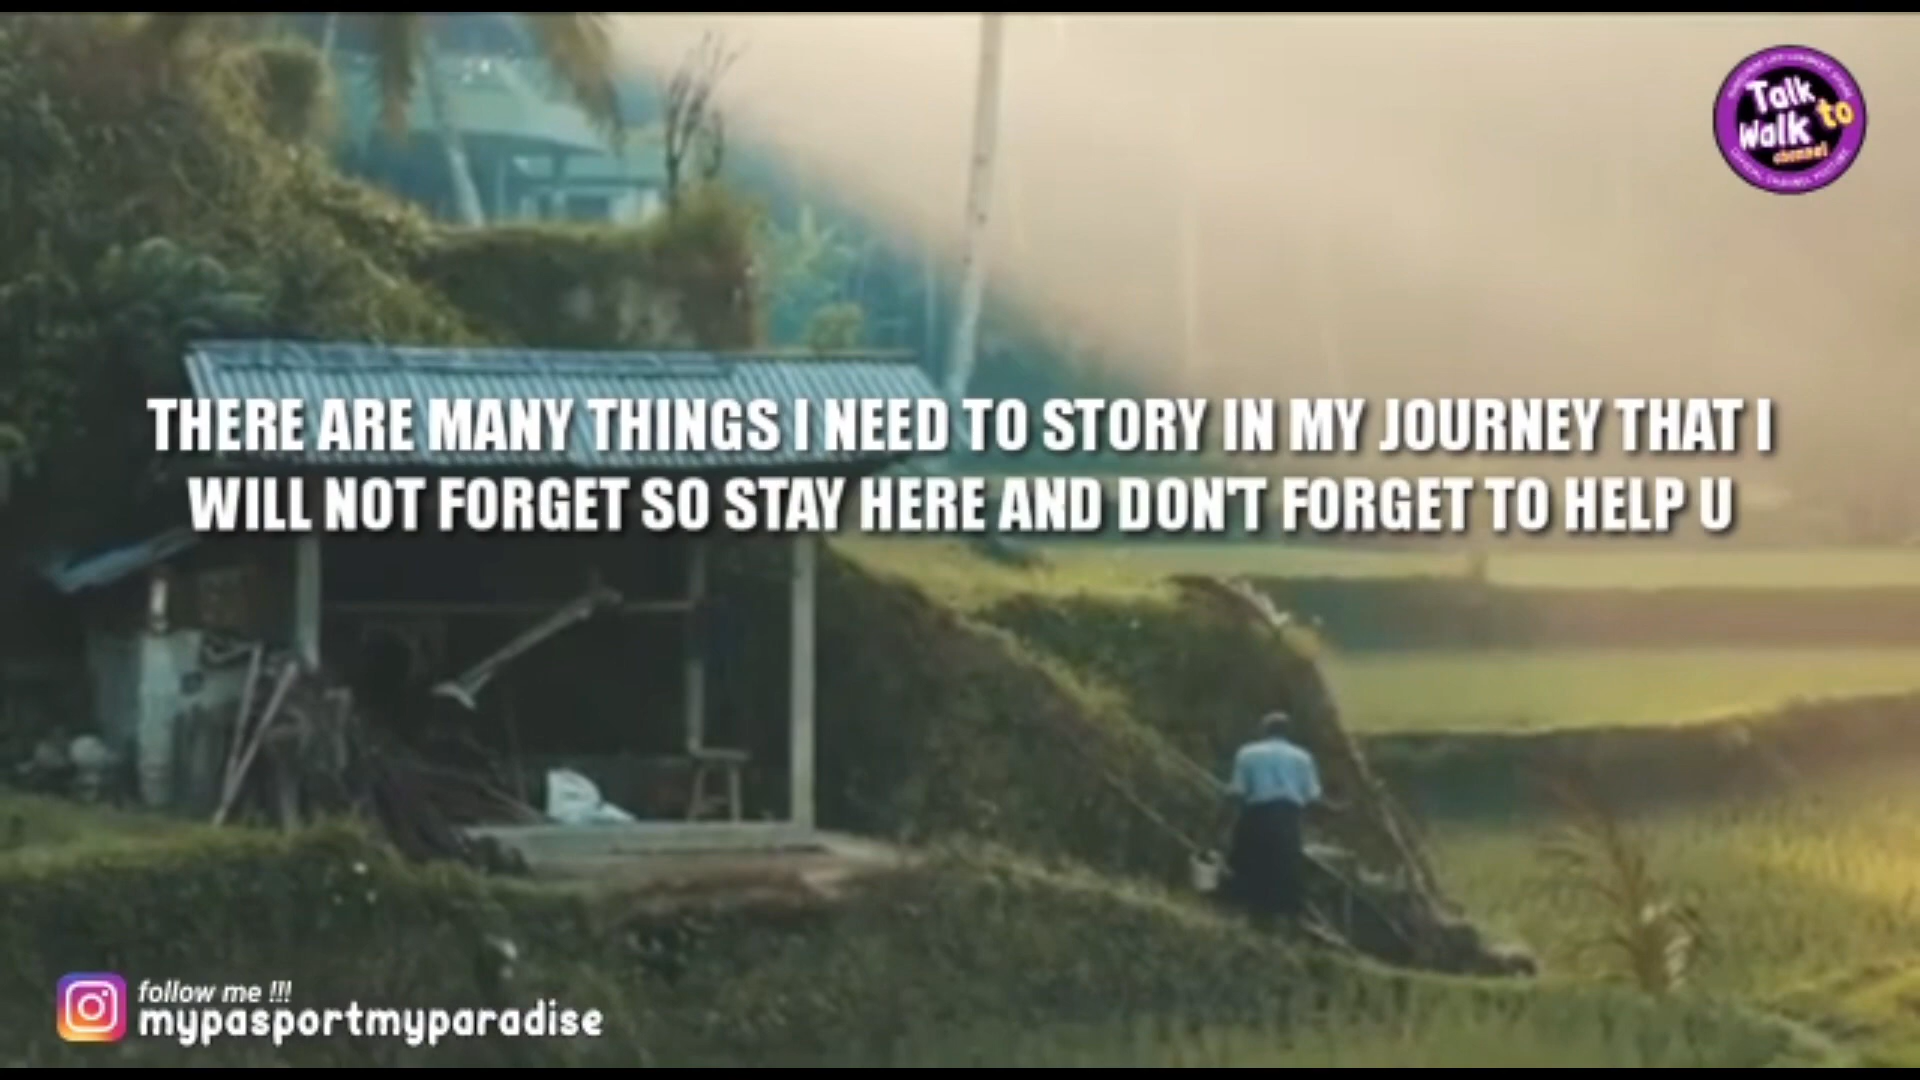 Talk
to
Walk
channel
THERE ARE MANY THINGS I NEED TO STORY IN MY JOURNEY THAT I
WILL NOT FORGET SO STAY HERE AND DON'T FORGET TO HELP U
follow me !!!
mypasportmyparadise